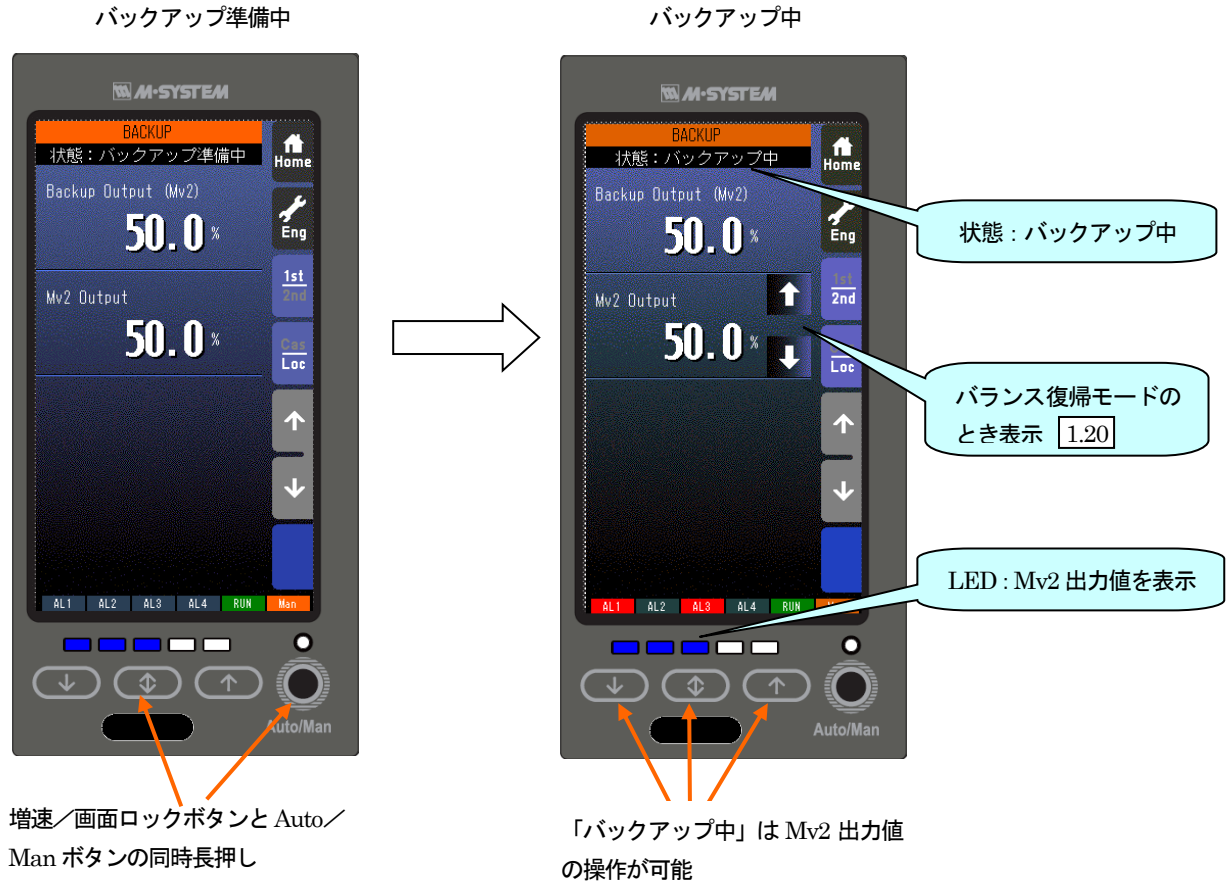 バックアップ準備中
M-SYSTEM
BACKUP
状態：バックアップ準備中
Home
Backup Output (Mv2)
50.0 %
Eng
1st
2nd
Mv2 Output
50.0 %
Cas
Loc
AL1 AL2 AL3 AL4 RUN Man
Auto/Man
増速／画面ロックボタンと Auto／
Man ボタンの同時長押し
バックアップ中
M-SYSTEM
BACKUP
状態：バックアップ中
Home
Backup Output (Mv2)
50.0 %
Eng
1st
2nd
Mv2 Output
50.0 %
Loc
AL1 AL2 AL3 AL4 RUN
Auto/Man
状態：バックアップ中
バランス復帰モードの
とき表示 1.20
LED : Mv2 出力値を表示
「バックアップ中」は Mv2 出力値
の操作が可能